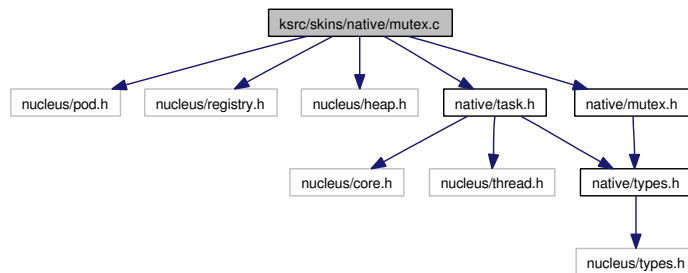 ksrc/skins/native/mutex.c
nucleus/pod.h
nucleus/registry.h
nucleus/heap.h
native/task.h
native/mutex.h
nucleus/core.h
nucleus/thread.h
native/types.h
nucleus/types.h